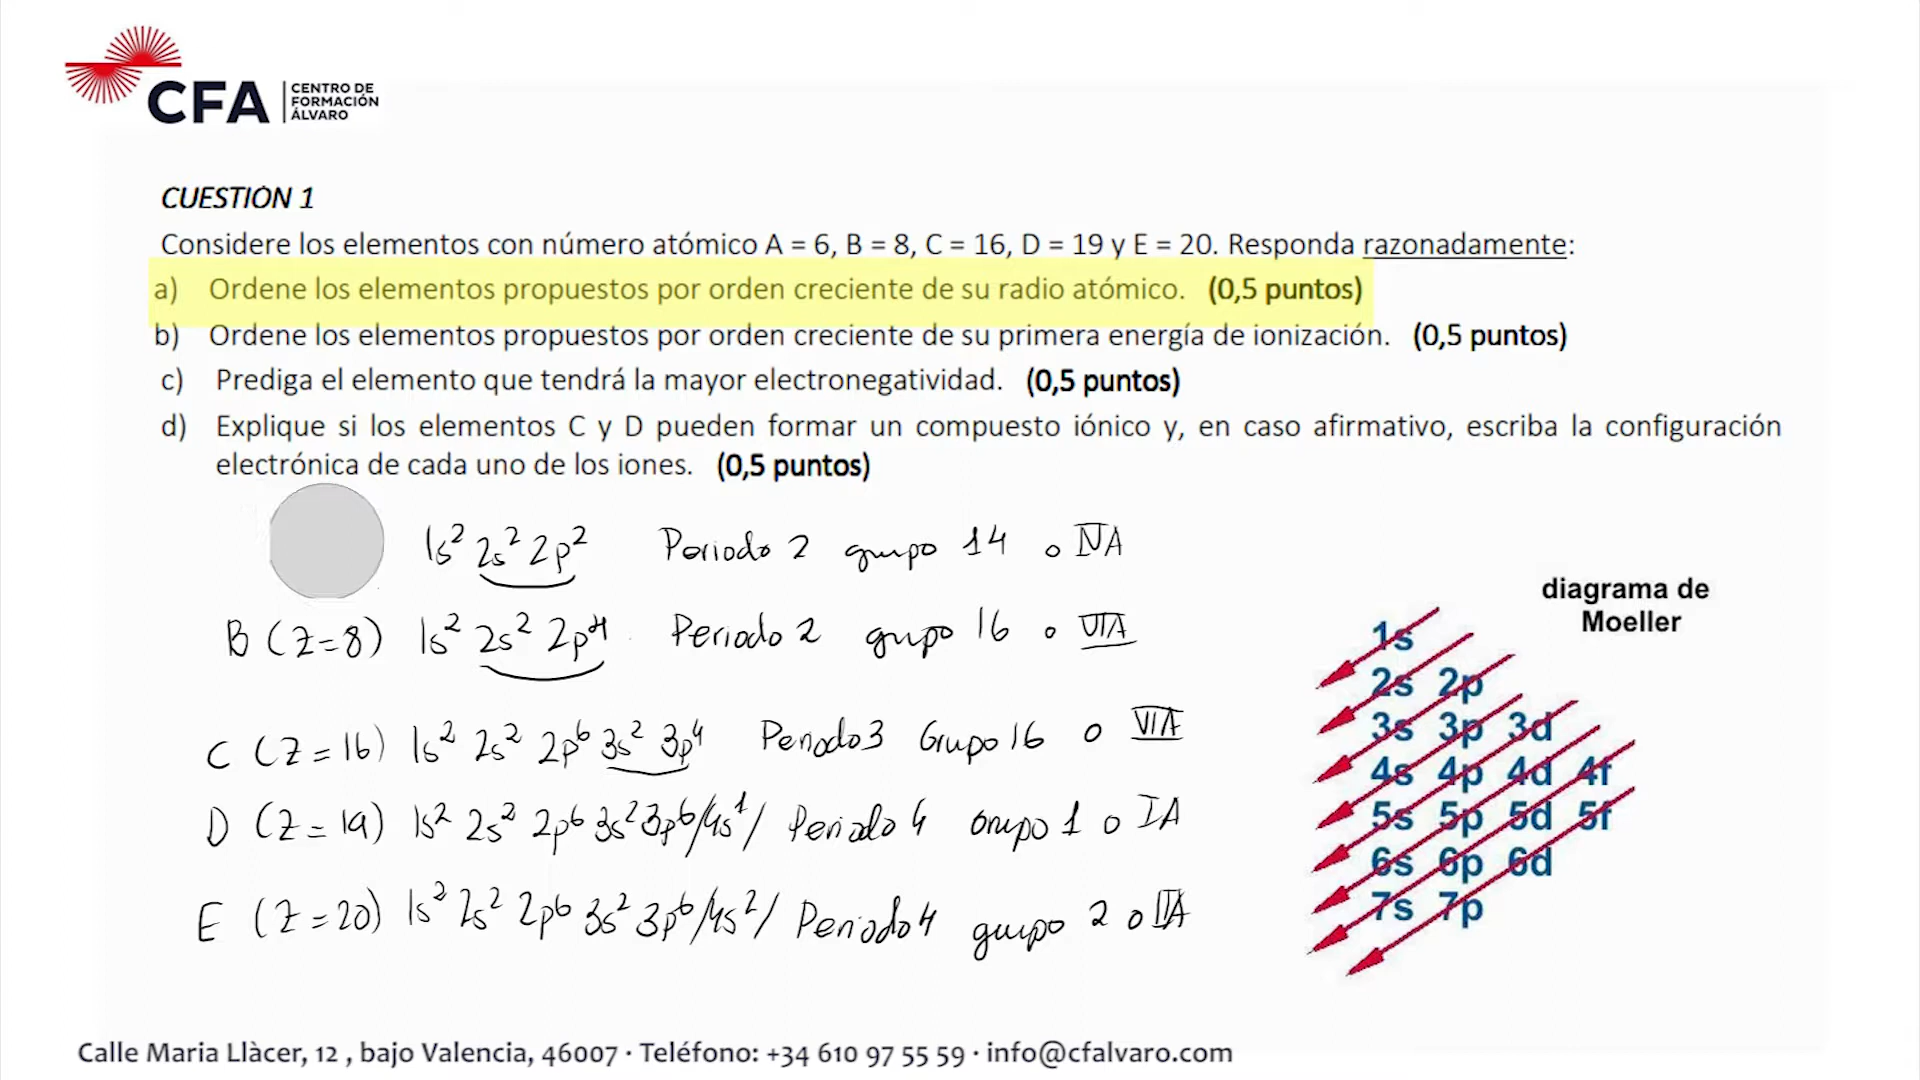 CFA
CENTRO DE
FORMACIÓN
ÁLVARO
CUESTIÓN 1
Considere los elementos con número atómico A = 6, B = 8, C = 16, D = 19 y E = 20. Responda razonadamente:
a) Ordene los elementos propuestos por orden creciente de su radio atómico. (0,5 puntos)
b) Ordene los elementos propuestos por orden creciente de su primera energía de ionización. (0,5 puntos)
c) Prediga el elemento que tendrá la mayor electronegatividad. (0,5 puntos)
d) Explique si los elementos C y D pueden formar un compuesto iónico y, en caso afirmativo, escriba la configuración
electrónica de cada uno de los iones. (0,5 puntos)
1s² 2s² 2p² Periodo 2 grupo 14 o IVA
B (Z=8) 1s² 2s² 2p⁴ Periodo 2 grupo 16 o VIA
C (Z=16) 1s² 2s² 2p⁶ 3s² 3p⁴ Periodo 3 Grupo 16 o VIA
D (Z=19) 1s² 2s² 2p⁶ 3s² 3p⁶/4s¹/ Periodo 4 Grupo 1 o IA
E (Z=20) 1s² 2s² 2p⁶ 3s² 3p⁶/4s²/ Periodo 4 grupo 2 o IIA
diagrama de
Moeller
1s
2s 2p
3s 3p 3d
4s 4p 4d 4f
5s 5p 5d 5f
6s 6p 6d
7s 7p
Calle Maria Llàcer, 12 , bajo Valencia, 46007 · Teléfono: +34 610 97 55 59 · info@cfalvaro.com